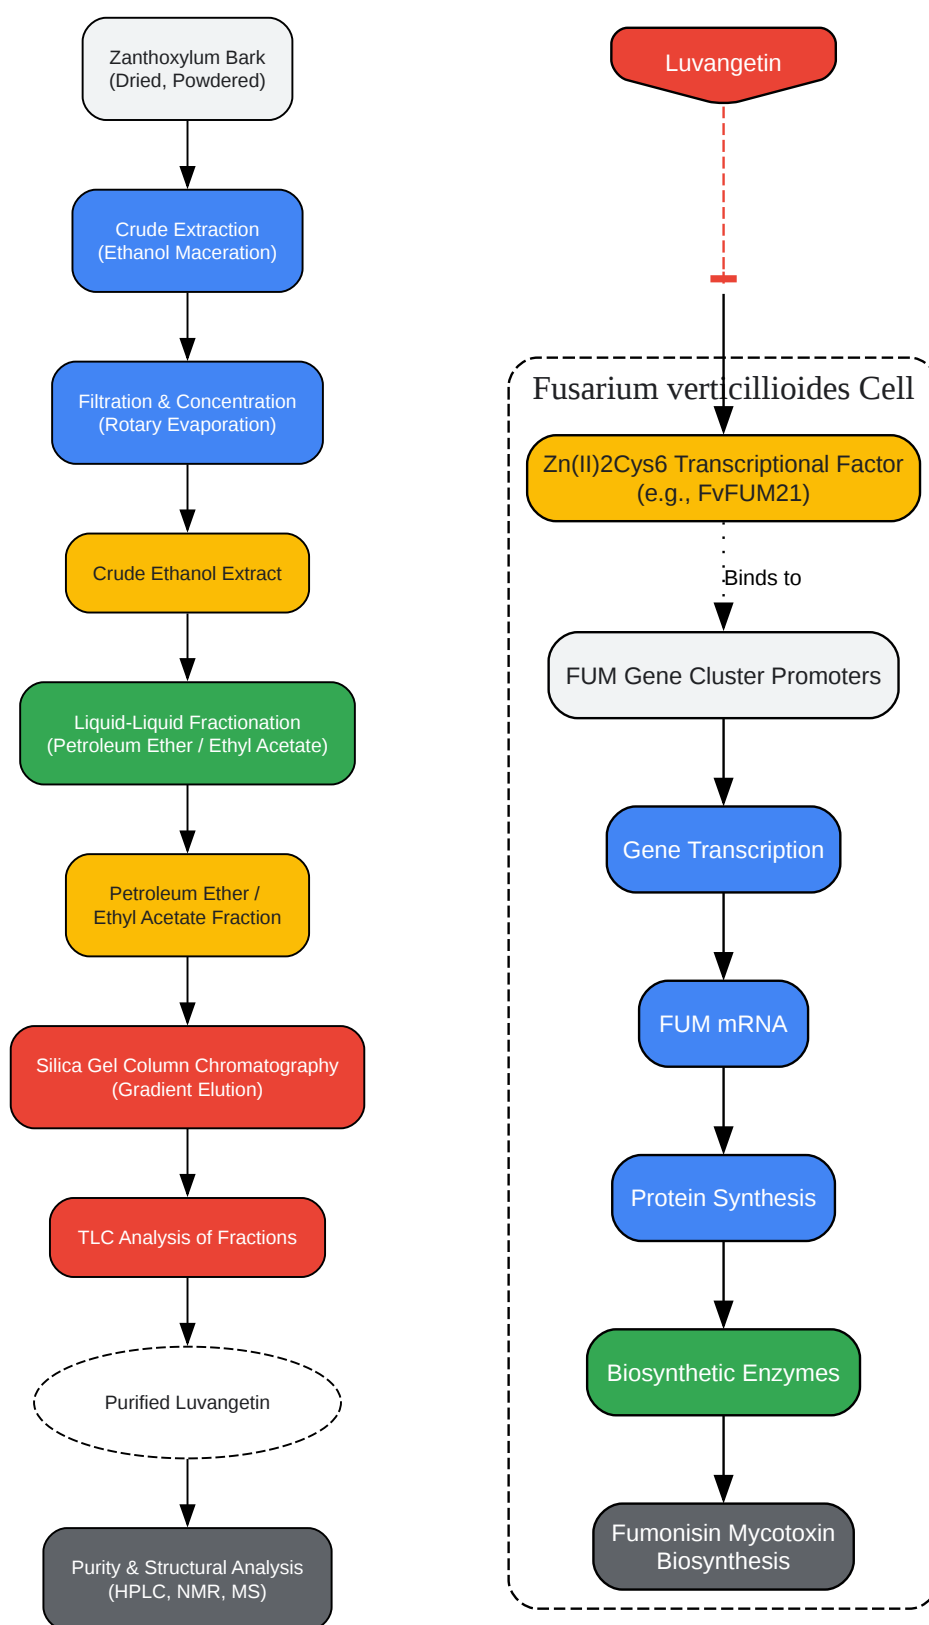 Zanthoxylum Bark
(Dried, Powdered)
Crude Extraction
(Ethanol Maceration)
Filtration & Concentration
(Rotary Evaporation)
Crude Ethanol Extract
Liquid-Liquid Fractionation
(Petroleum Ether / Ethyl Acetate)
Petroleum Ether /
Ethyl Acetate Fraction
Silica Gel Column Chromatography
(Gradient Elution)
TLC Analysis of Fractions
Purified Luvangetin
Purity & Structural Analysis
(HPLC, NMR, MS)
Luvangetin
Fusarium verticillioides Cell
Zn(II)2Cys6 Transcriptional Factor
(e.g., FvFUM21)
Binds to
FUM Gene Cluster Promoters
Gene Transcription
FUM mRNA
Protein Synthesis
Biosynthetic Enzymes
Fumonisin Mycotoxin
Biosynthesis